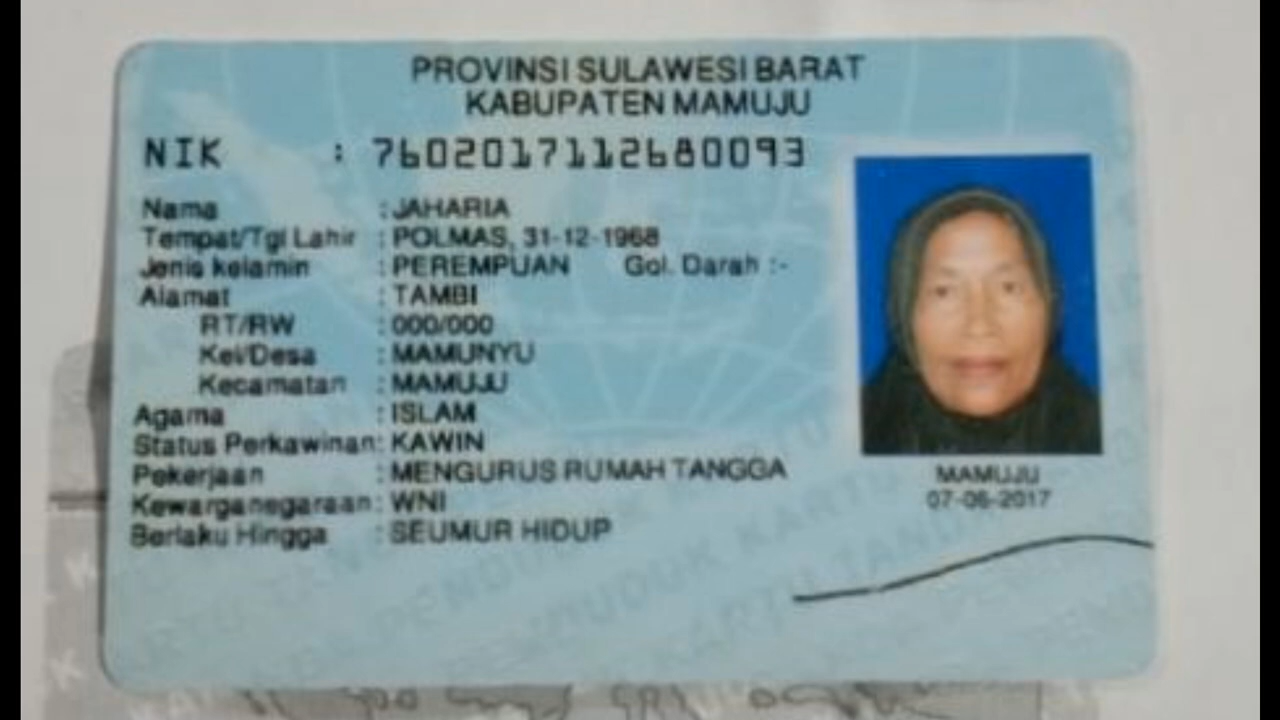 PROVINSI SULAWESI BARAT
KABUPATEN MAMUJU
NIK : 7602017112680093
Nama : JAHARIA
Tempat/Tgl Lahir : POLMAS, 31-12-1968
Jenis kelamin : PEREMPUAN Gol. Darah :-
Alamat : TAMBI
RT/RW : 000/000
Kel/Desa : MAMUNYU
Kecamatan : MAMUJU
Agama : ISLAM
Status Perkawinan: KAWIN
Pekerjaan : MENGURUS RUMAH TANGGA
Kewarganegaraan: WNI
Berlaku Hingga : SEUMUR HIDUP
MAMUJU
07-06-2017